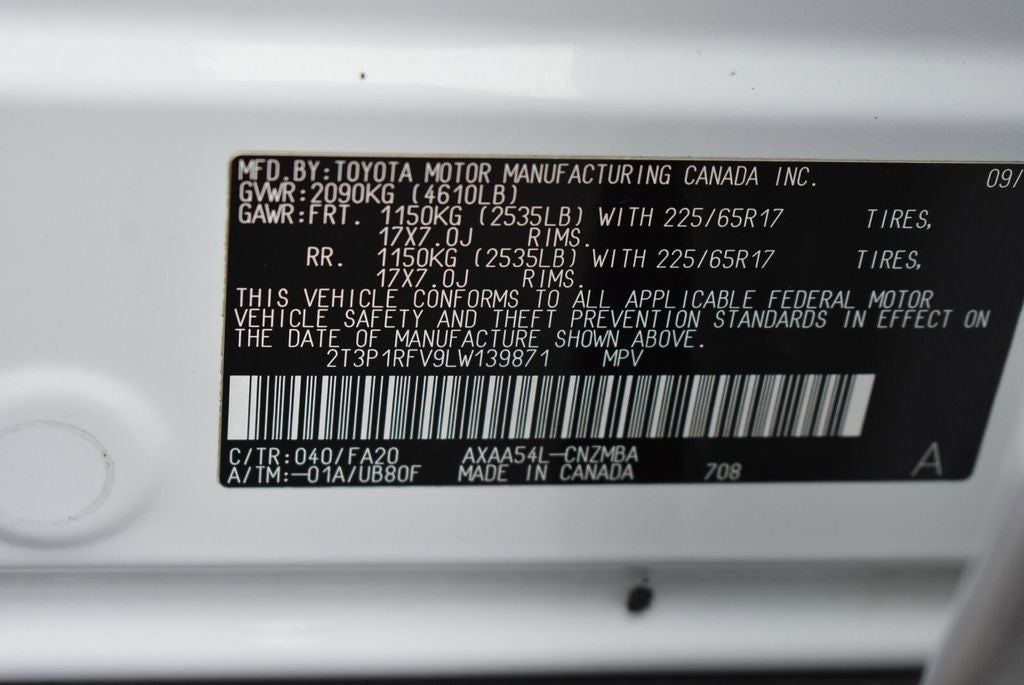 MFD.BY:TOYOTA MOTOR MANUFACTURING CANADA INC. 09/
GVWR:2090KG (4610LB)
GAWR:FRT. 1150KG (2535LB) WITH 225/65R17 TIRES,
17X7.0J RIMS.
RR. 1150KG (2535LB) WITH 225/65R17 TIRES,
17X7.0J RIMS.
THIS VEHICLE CONFORMS TO ALL APPLICABLE FEDERAL MOTOR
VEHICLE SAFETY AND THEFT PREVENTION STANDARDS IN EFFECT ON
THE DATE OF MANUFACTURE SHOWN ABOVE.
2T3P1RFV9LW139871 MPV
C/TR:040/FA20 AXAA54L-CNZMBA
A/TM:-01A/UB80F MADE IN CANADA 708 A